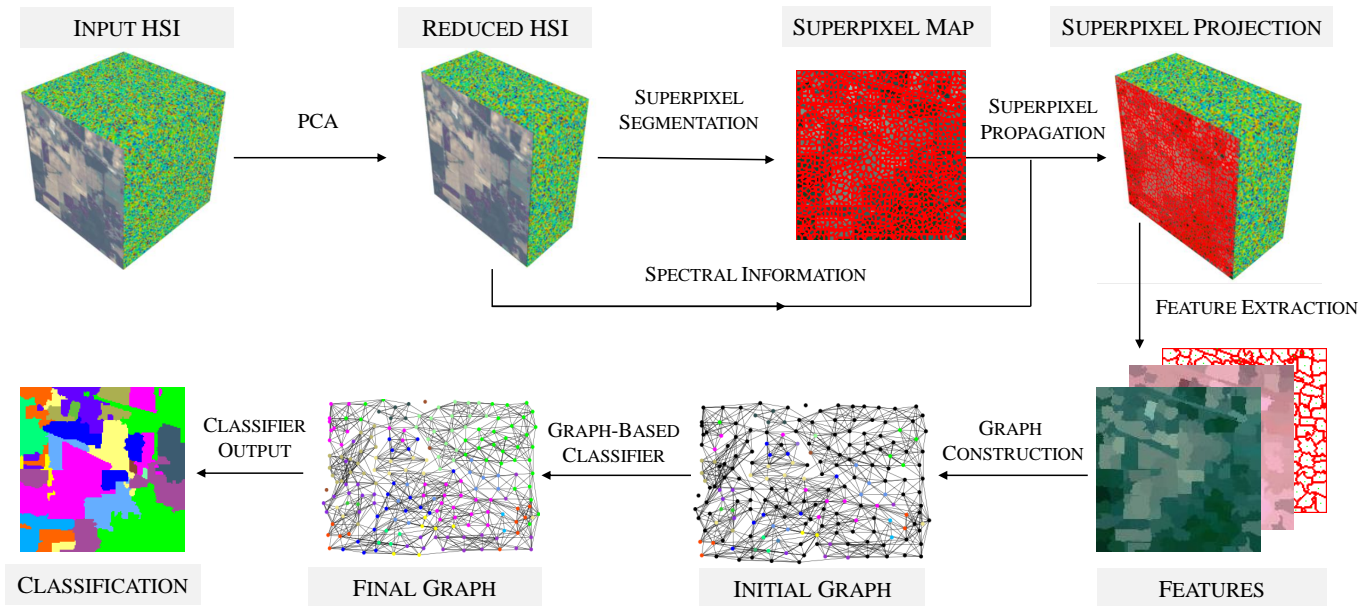 INPUT HSI
REDUCED HSI
SUPERPIXEL MAP
SUPERPIXEL PROJECTION
PCA
SUPERPIXEL
SEGMENTATION
SUPERPIXEL
PROPAGATION
SPECTRAL INFORMATION
FEATURE EXTRACTION
CLASSIFIER
OUTPUT
GRAPH-BASED
CLASSIFIER
GRAPH
CONSTRUCTION
CLASSIFICATION
FINAL GRAPH
INITIAL GRAPH
FEATURES